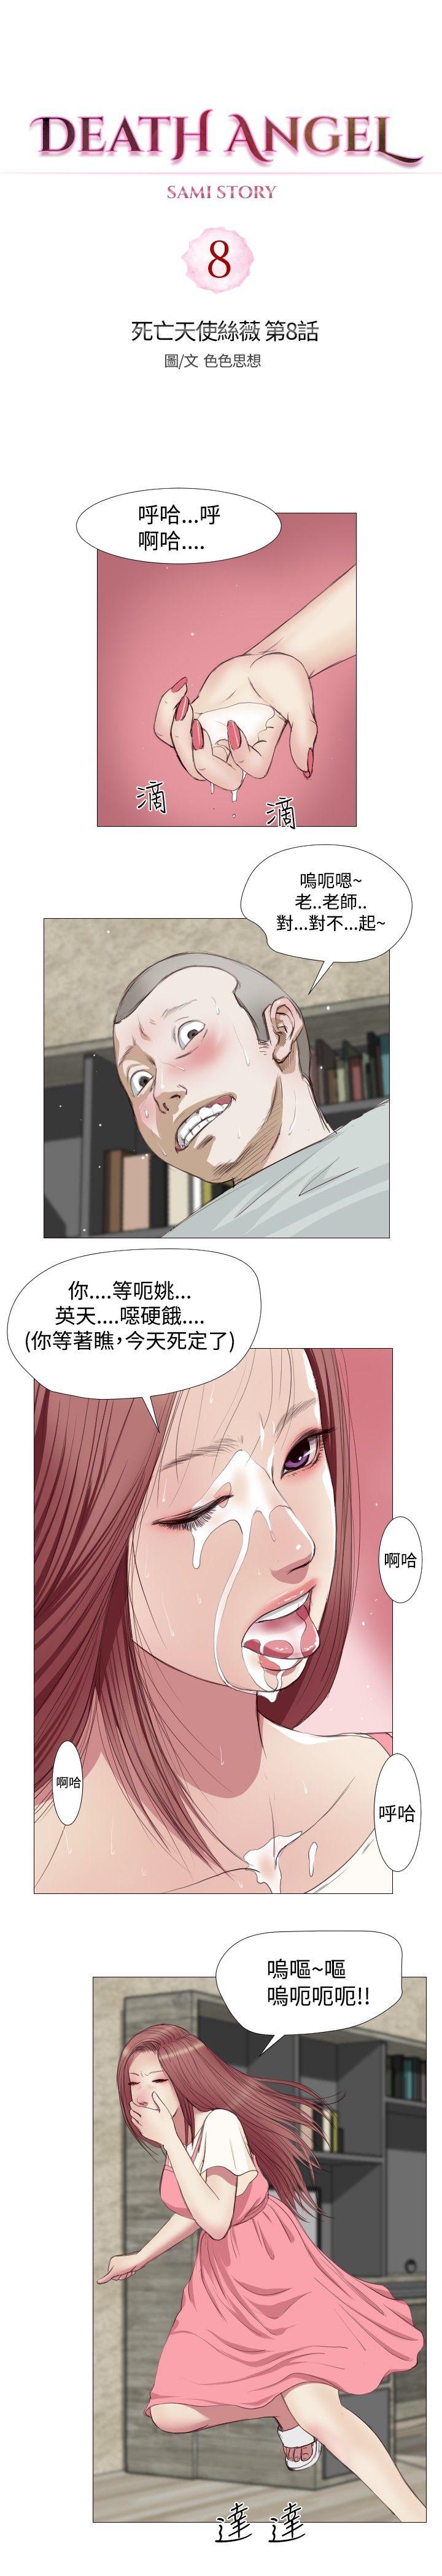 DEATH ANGEL
SAMI STORY
8
死亡天使絲薇 第8話
圖/文 色色思想
呼哈...呼
啊哈....
滴
滴
嗚呃嗯~
老..老師..
對...對不...起~
你....等呃姚...
英天....噁硬餓....
(你等著瞧,今天死定了)
啊哈
啊哈
呼哈
嗚嘔~嘔
嗚呃呃呃!!
達 達